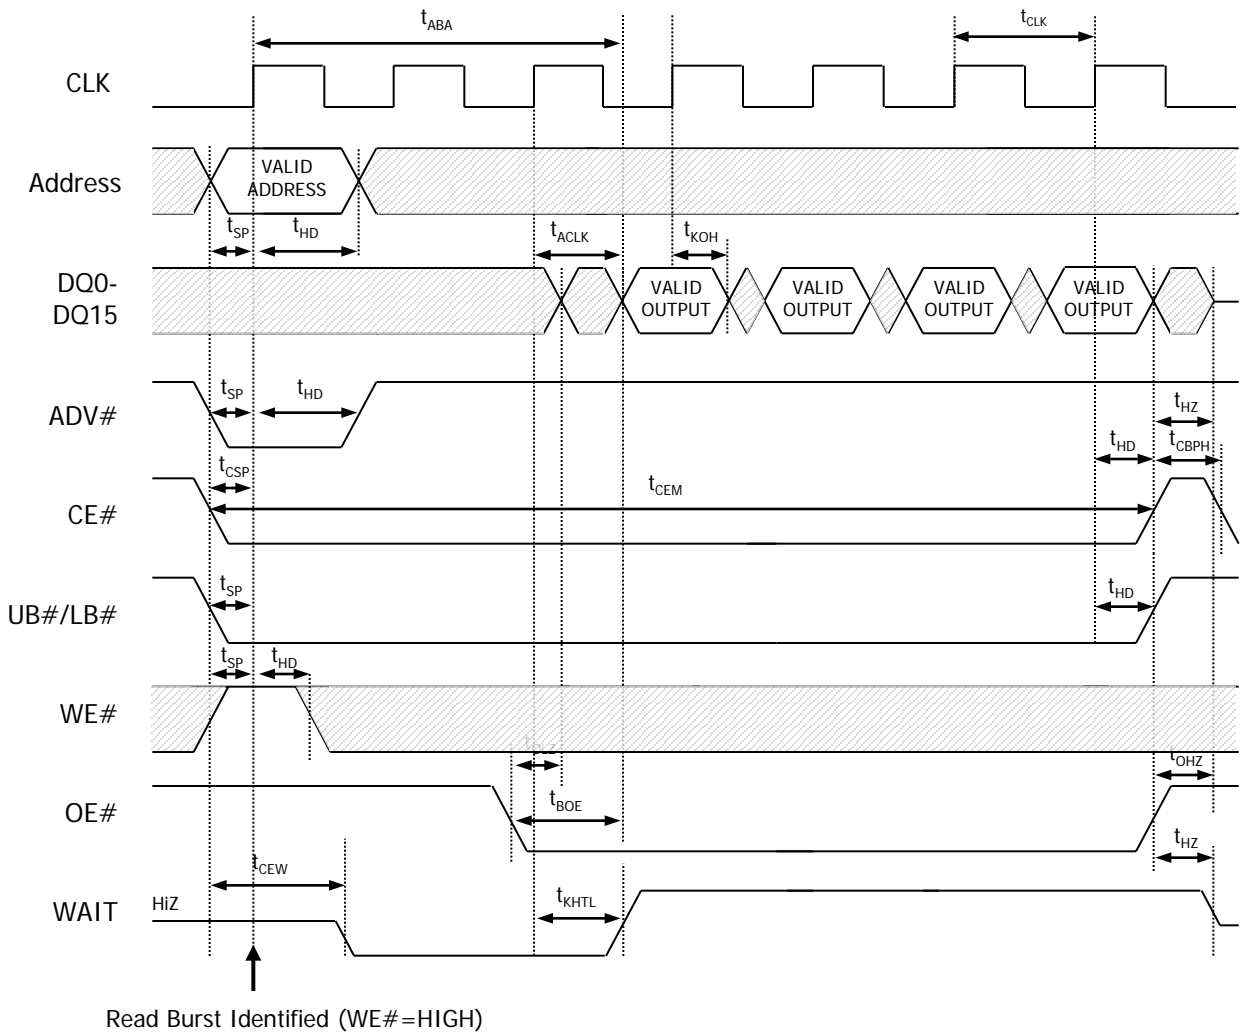 tABA
tCLK
CLK
VALID
ADDRESS
Address
tSP
tHD
tACLK
tKOH
DQ0-
DQ15
VALID
OUTPUT
VALID
OUTPUT
VALID
OUTPUT
VALID
OUTPUT
tSP
tHD
ADV#
tHZ
tHD
tCBPH
tCSP
tCEM
CE#
tSP
tHD
UB#/LB#
tSP
tHD
WE#
tOHZ
tBOE
OE#
tHZ
tCEW
HiZ
tKHTL
WAIT
Read Burst Identified (WE#=HIGH)